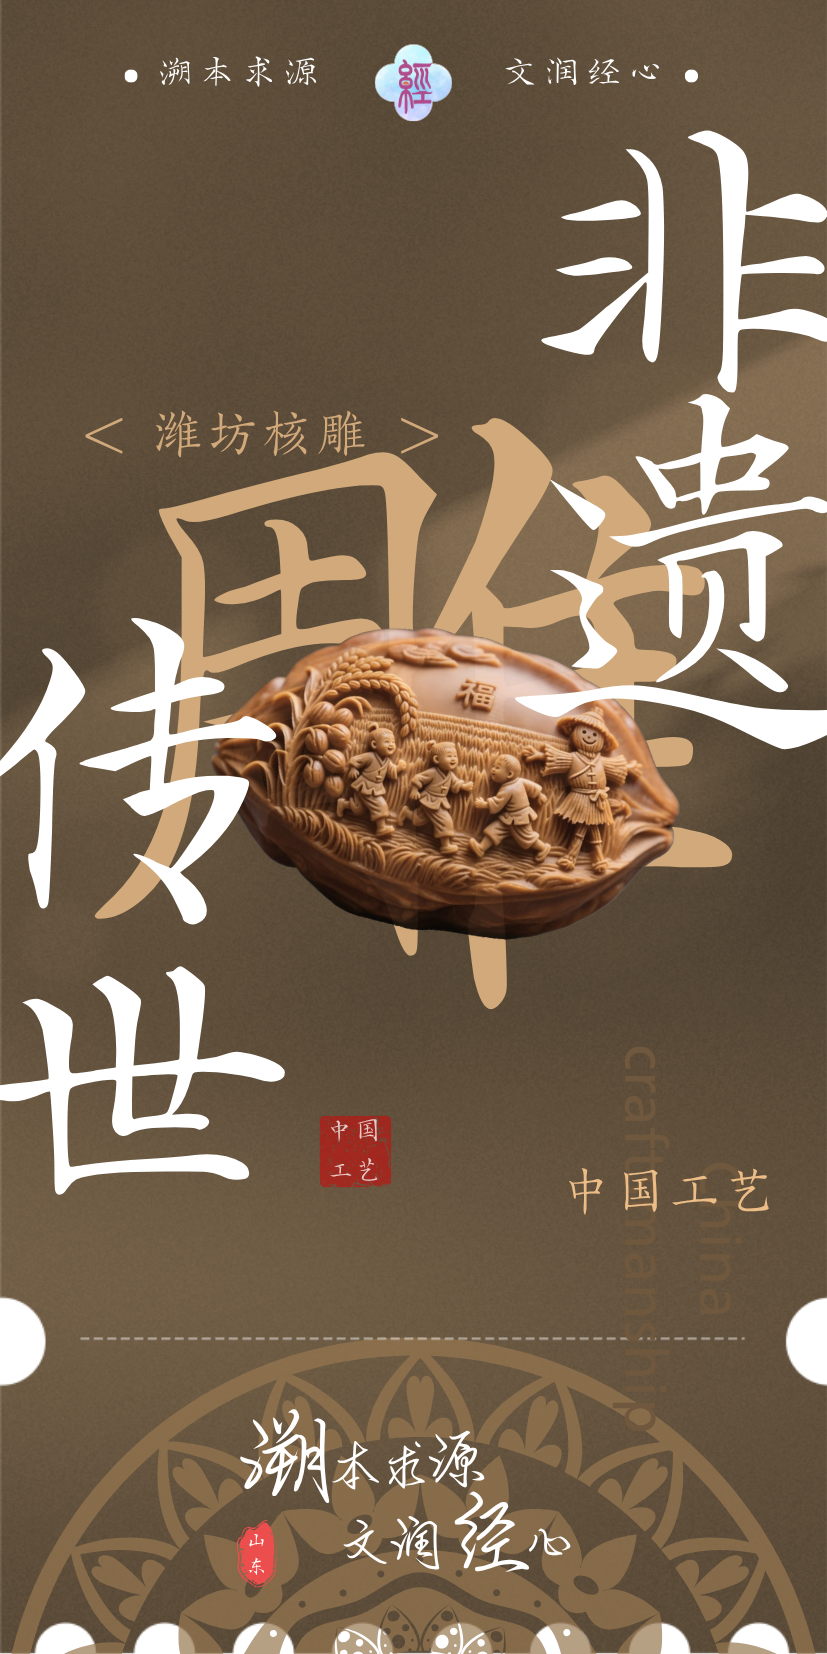 溯本求源
經
文润经心
非遗
< 潍坊核雕 >
雕
福
传世
中国
工艺
中国工艺
China
craftmanship
溯本求源
文润经心
山东